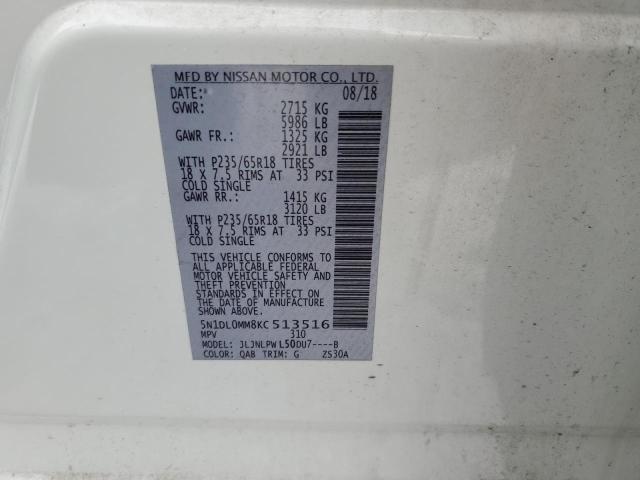 MFD BY NISSAN MOTOR CO., LTD.
DATE: 08/18
GVWR: 2715 KG
5986 LB
GAWR FR.: 1325 KG
2921 LB
WITH P235/65R18 TIRES
18 X 7.5 RIMS AT 33 PSI
COLD SINGLE
GAWR RR.: 1415 KG
3120 LB
WITH P235/65R18 TIRES
18 X 7.5 RIMS AT 33 PSI
COLD SINGLE
THIS VEHICLE CONFORMS TO
ALL APPLICABLE FEDERAL
MOTOR VEHICLE SAFETY AND
THEFT PREVENTION
STANDARDS IN EFFECT ON
THE DATE OF MANUFACTURE
SHOWN ABOVE.
5N1DL0MM8KC513516
MPV 310
MODEL: JLJNLPWL50DU7----B
COLOR: QAB TRIM: G ZS30A